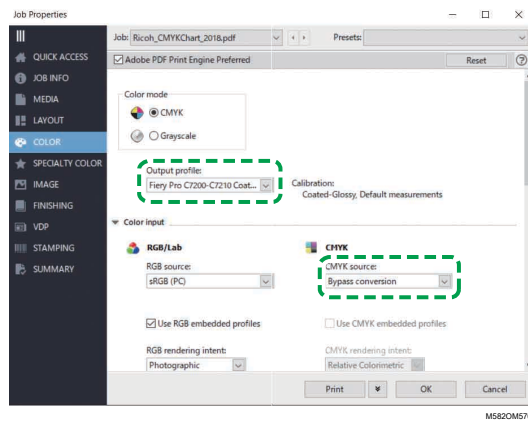 Job Properties
Job: Ricoh_CMYKChart_2018.pdf Presets:
Adobe PDF Print Engine Preferred Reset
QUICK ACCESS
JOB INFO
MEDIA
LAYOUT
COLOR
SPECIALTY COLOR
IMAGE
FINISHING
VDP
STAMPING
SUMMARY
Color mode
CMYK
Grayscale
Output profile:
Fiery Pro C7200-C7210 Coat...
Calibration:
Coated-Glossy, Default measurements
Color input
RGB/Lab
RGB source:
sRGB (PC)
Use RGB embedded profiles
RGB rendering intent:
Photographic
CMYK
CMYK source:
Bypass conversion
Use CMYK embedded profiles
CMYK rendering intent:
Relative Colorimetric
Print OK Cancel